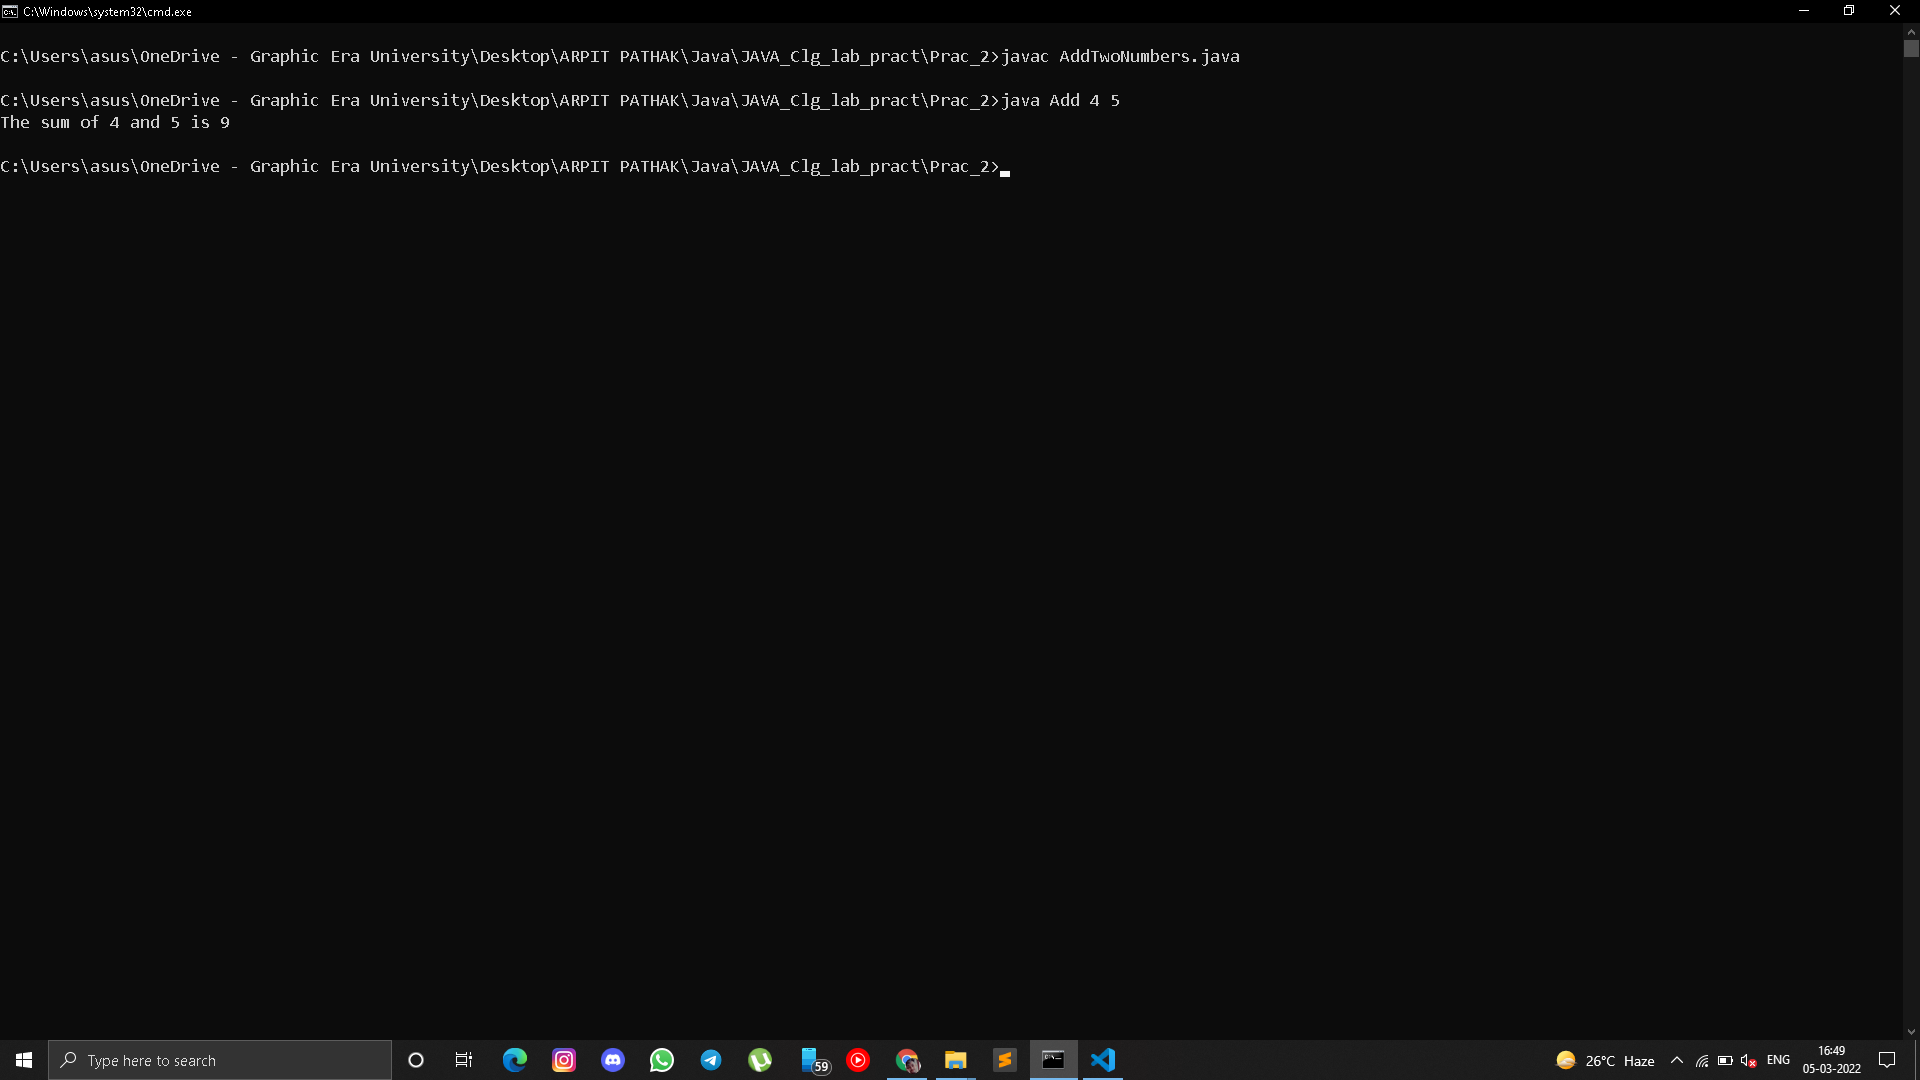 C:\Windows\system32\cmd.exe
C:\Users\asus\OneDrive - Graphic Era University\Desktop\ARPIT PATHAK\Java\JAVA_Clg_lab_pract\Prac_2>javac AddTwoNumbers.java
C:\Users\asus\OneDrive - Graphic Era University\Desktop\ARPIT PATHAK\Java\JAVA_Clg_lab_pract\Prac_2>java Add 4 5
The sum of 4 and 5 is 9
C:\Users\asus\OneDrive - Graphic Era University\Desktop\ARPIT PATHAK\Java\JAVA_Clg_lab_pract\Prac_2>
Type here to search
59
26°C Haze
ENG
16:49
05-03-2022